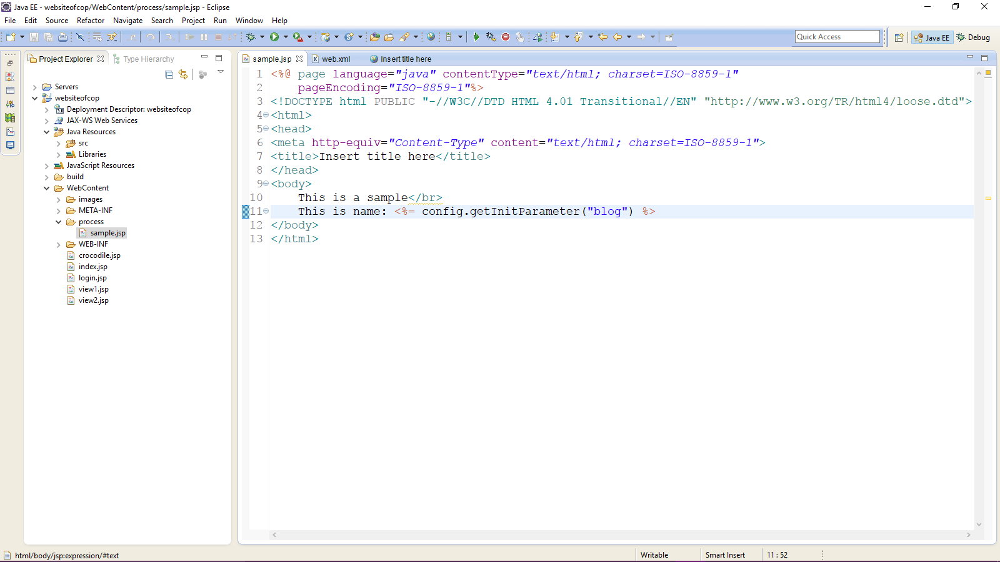 Java EE - websiteofcop/WebContent/process/sample.jsp - Eclipse
File Edit Source Refactor Navigate Search Project Run Window Help
Quick Access
Java EE
Debug
Project Explorer
Type Hierarchy
Servers
websiteofcop
Deployment Descriptor: websiteofcop
JAX-WS Web Services
Java Resources
src
Libraries
JavaScript Resources
build
WebContent
images
META-INF
process
sample.jsp
WEB-INF
crocodile.jsp
index.jsp
login.jsp
view1.jsp
view2.jsp
sample.jsp
web.xml
Insert title here
1 <%@ page language="java" contentType="text/html; charset=ISO-8859-1"
2     pageEncoding="ISO-8859-1"%>
3 <!DOCTYPE html PUBLIC "-//W3C//DTD HTML 4.01 Transitional//EN" "http://www.w3.org/TR/html4/loose.dtd">
4 <html>
5 <head>
6 <meta http-equiv="Content-Type" content="text/html; charset=ISO-8859-1">
7 <title>Insert title here</title>
8 </head>
9 <body>
10     This is a sample</br>
11     This is name: <%= config.getInitParameter("blog") %>
12 </body>
13 </html>
html/body/jsp:expression/#text
Writable
Smart Insert
11 : 52